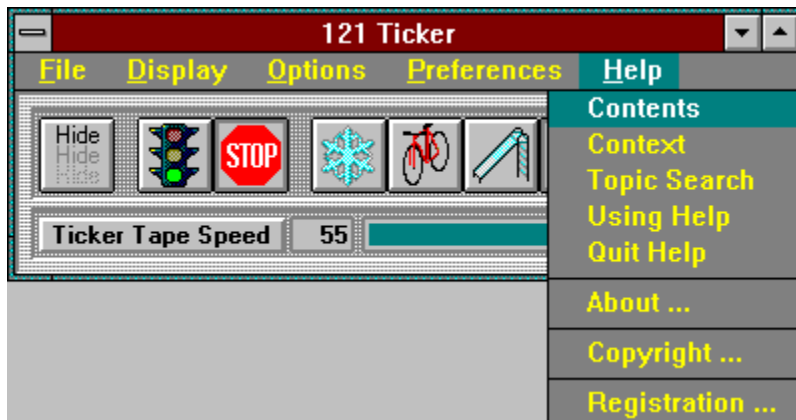 121 Ticker
File Display Options Preferences Help
Hide
Hide
Hide
STOP
Ticker Tape Speed 55
Contents
Context
Topic Search
Using Help
Quit Help
About ...
Copyright ...
Registration ...